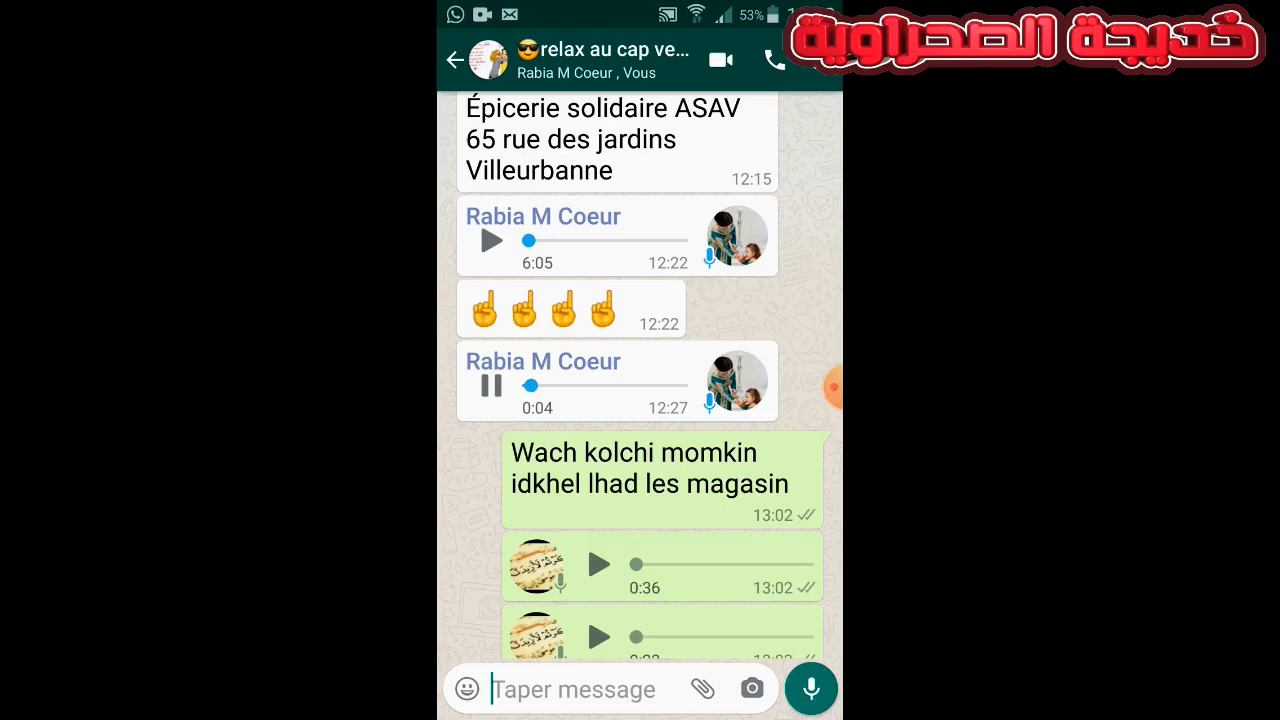 53%
خديجة الصحراوية
😎relax au cap ve...
Rabia M Coeur , Vous
Épicerie solidaire ASAV
65 rue des jardins
Villeurbanne
12:15
Rabia M Coeur
6:05
12:22
☝☝☝☝
12:22
Rabia M Coeur
0:04
12:27
Wach kolchi momkin
idkhel lhad les magasin
13:02
0:36
13:02
Taper message